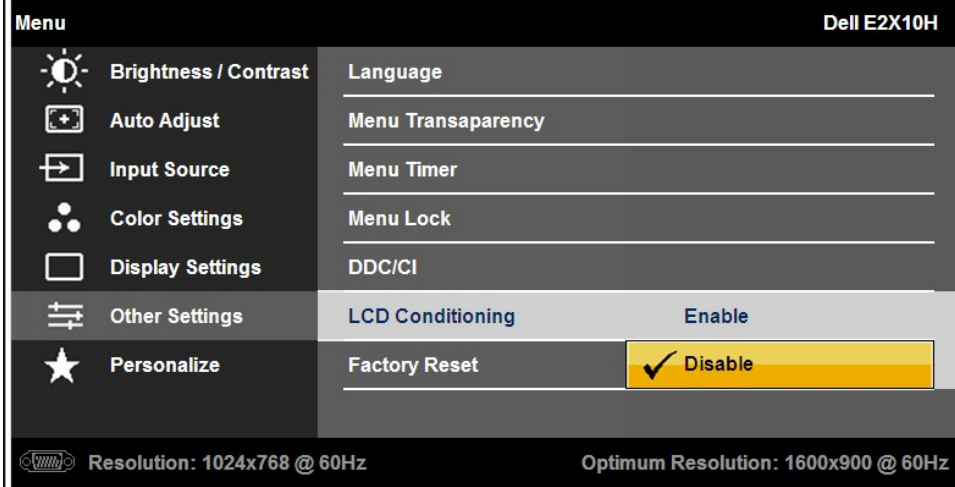 Menu Dell E2X10H
Brightness / Contrast Language
Auto Adjust Menu Transaparency
Input Source Menu Timer
Color Settings Menu Lock
Display Settings DDC/CI
Other Settings LCD Conditioning Enable
Personalize Factory Reset Disable
Resolution: 1024x768 @ 60Hz Optimum Resolution: 1600x900 @ 60Hz